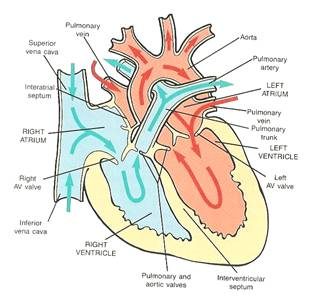 Pulmonary
vein
Aorta
Superior
vena cava
Pulmonary
artery
Interatrial
septum
LEFT
ATRIUM
Pulmonary
vein
Pulmonary
trunk
RIGHT
ATRIUM
LEFT
VENTRICLE
Right
AV valve
Left
AV valve
Inferior
vena cava
RIGHT
VENTRICLE
Pulmonary and
aortic valves
Interventricular
septum